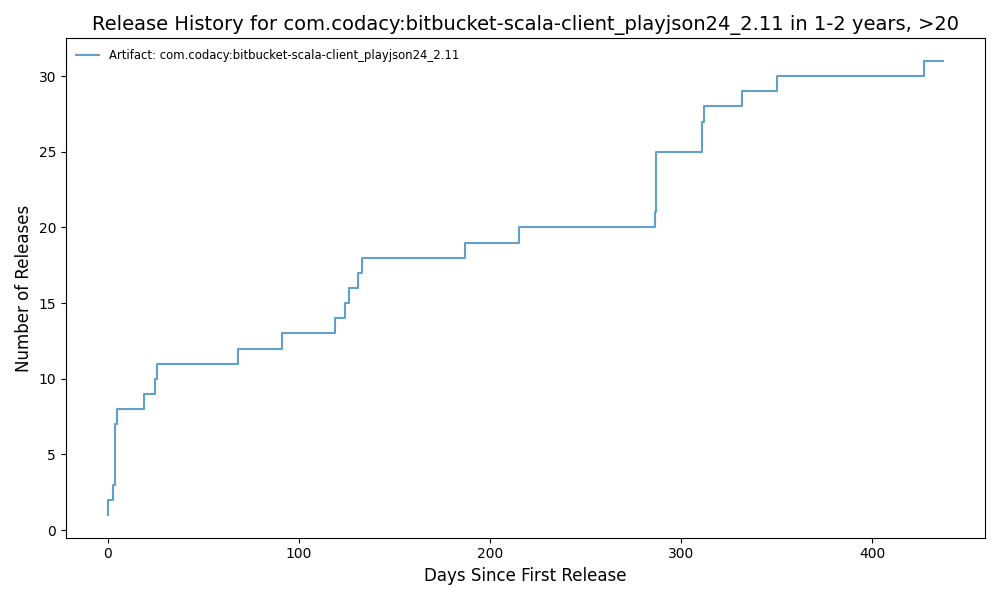 Release History for com.codacy:bitbucket-scala-client_playjson24_2.11 in 1-2 years, >20
Artifact: com.codacy:bitbucket-scala-client_playjson24_2.11
30
25
20
15
10
5
0
Number of Releases
0 100 200 300 400
Days Since First Release